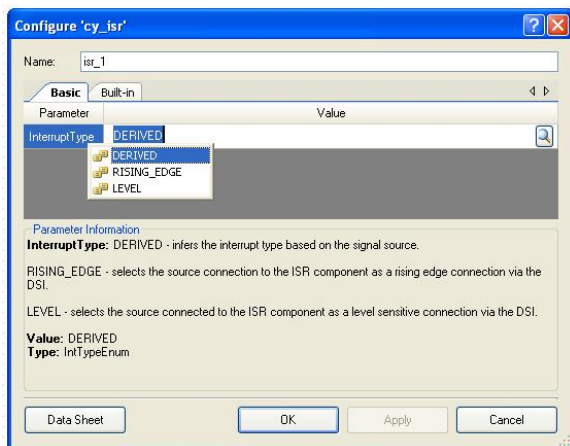 Configure 'cy_isr'
Name: isr_1
Basic Built-in
Parameter Value
InterruptType DERIVED
DERIVED
RISING_EDGE
LEVEL
Parameter Information
InterruptType: DERIVED - infers the interrupt type based on the signal source.
RISING_EDGE - selects the source connection to the ISR component as a rising edge connection via the
DSI.
LEVEL - selects the source connected to the ISR component as a level sensitive connection via the DSI.
Value: DERIVED
Type: IntTypeEnum
Data Sheet OK Apply Cancel